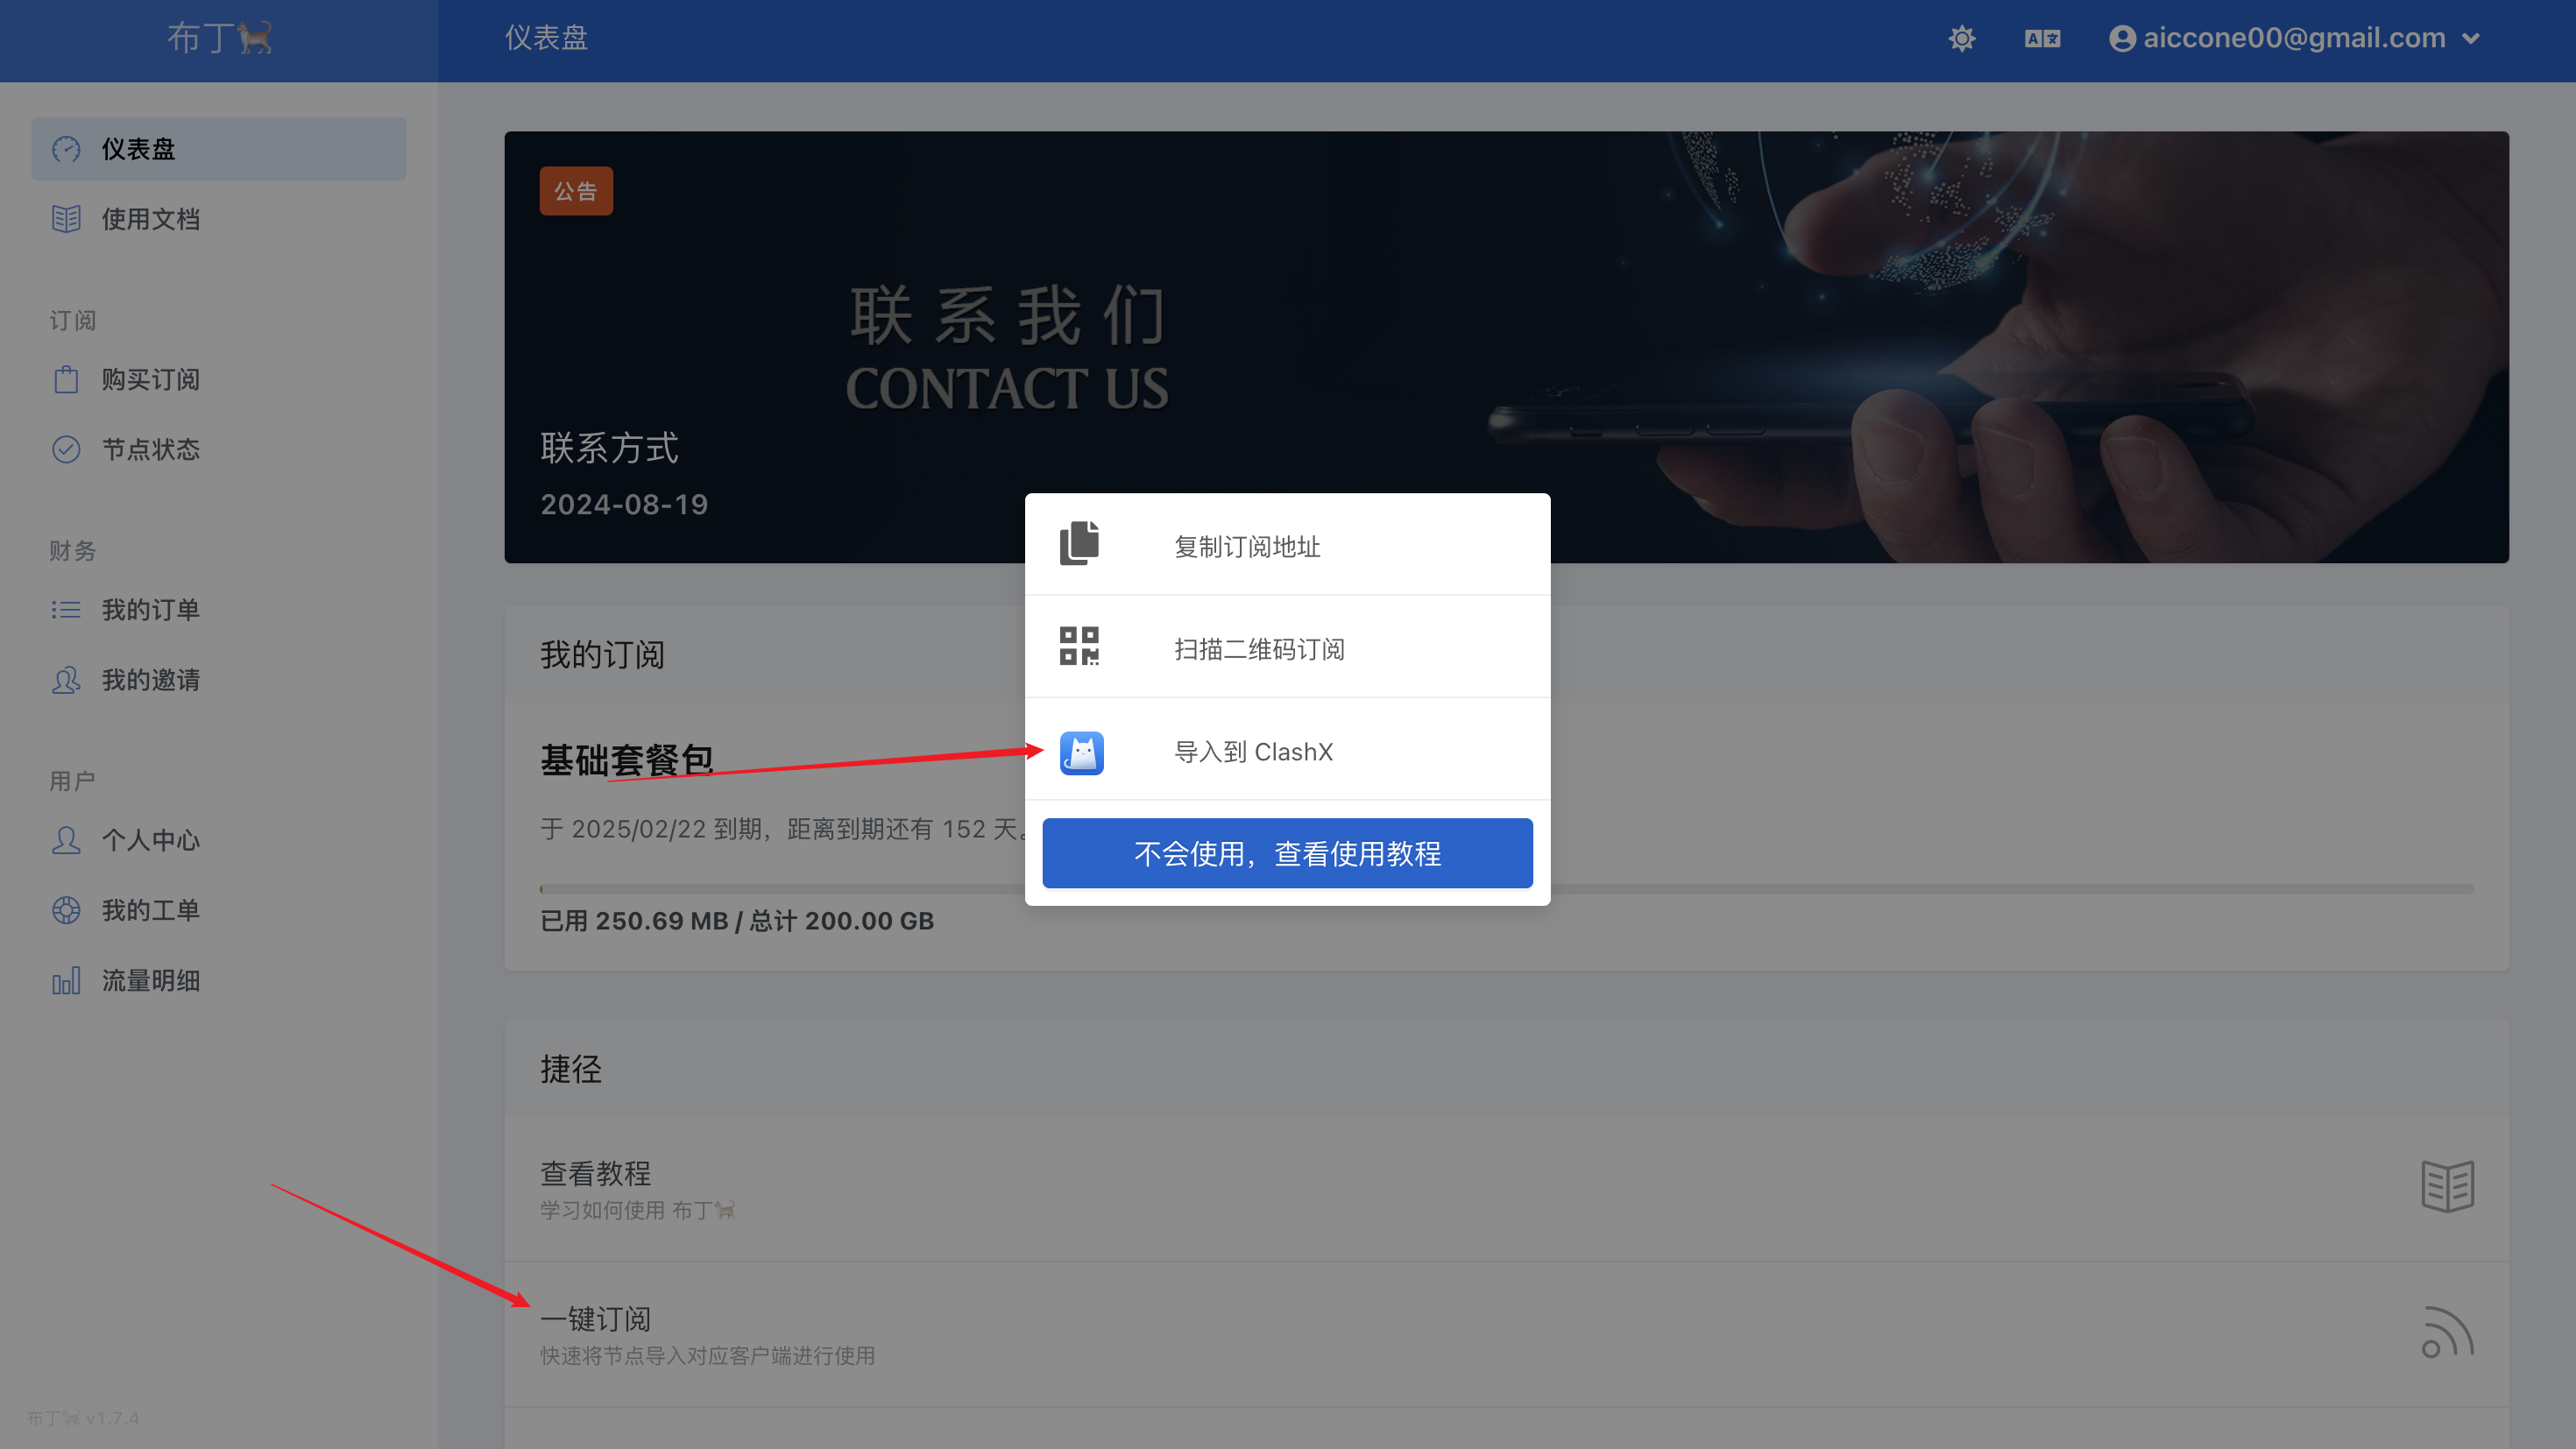 布丁🐈
仪表盘
aiccone00@gmail.com
仪表盘
使用文档
订阅
购买订阅
节点状态
财务
我的订单
我的邀请
用户
个人中心
我的工单
流量明细
布丁🐈 v1.7.4
公告
联系我们
CONTACT US
联系方式
2024-08-19
我的订阅
基础套餐包
于 2025/02/22 到期，距离到期还有 152 天。
已用 250.69 MB / 总计 200.00 GB
复制订阅地址
扫描二维码订阅
导入到 ClashX
不会使用，查看使用教程
捷径
查看教程
学习如何使用 布丁🐈
一键订阅
快速将节点导入对应客户端进行使用